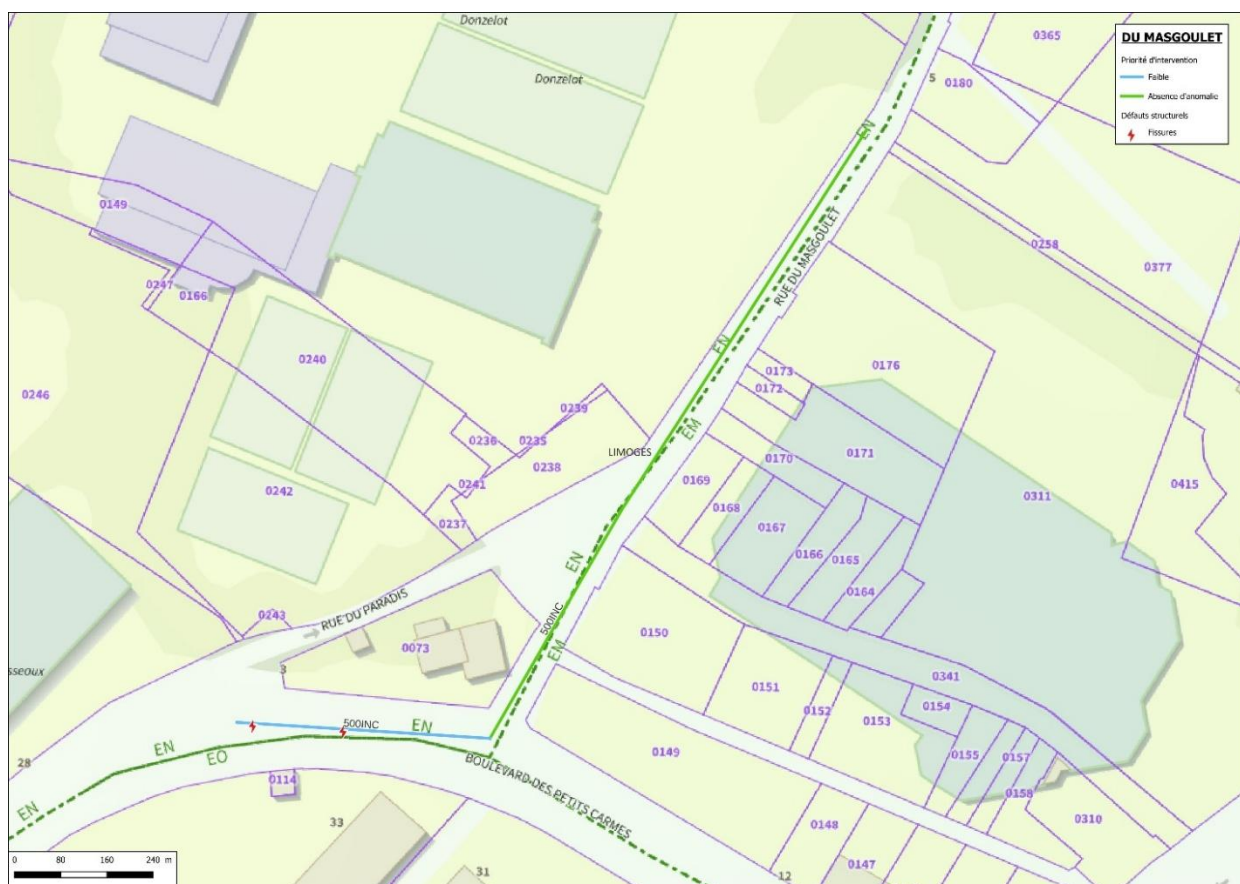 Donzelot
Donzelot
DU MASGOULET
Priorité d'intervention
Faible
Absence d'anomalie
Défauts structurels
Fissures
0365
0180
5
EN
0149
0247
0166
0258
0377
RUE DU MASGOULET
0240
0246
EN
0173
0172
0176
0239
0236
0235
EM
LIMOGES
0238
0170
0171
0169
0311
0415
0242
0241
0168
0237
0167
0166
0165
0164
EN
0243
RUE DU PARADIS
500INC
0073
EM
0150
sseoux
3
0341
0151
0152
0153
0154
500INC
EN
0149
0155
0157
0158
EN
EO
28
BOULEVARD DES PETITS CARMES
0114
EN
33
0148
0310
0147
31
12
0 80 160 240 m